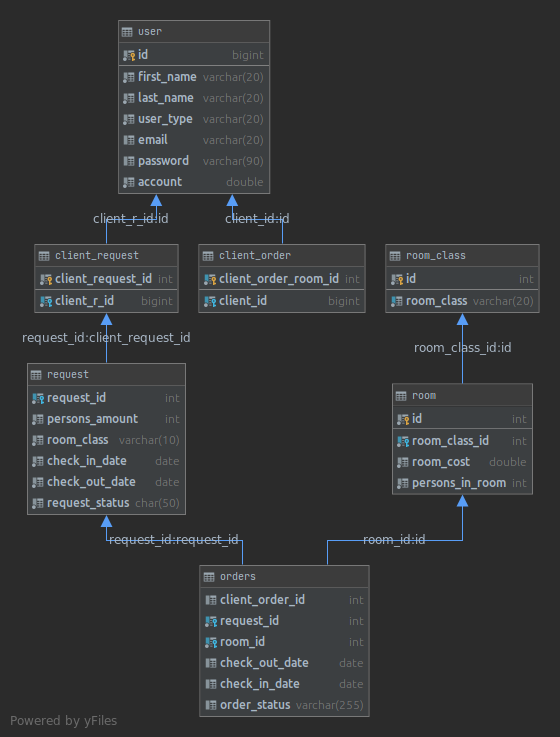 user
id bigint
first_name varchar(20)
last_name varchar(20)
user_type varchar(20)
email varchar(20)
password varchar(90)
account double
client_r_id:id
client_id:id
client_request
client_request_id int
client_r_id bigint
client_order
client_order_room_id int
client_id bigint
room_class
id int
room_class varchar(20)
request_id:client_request_id
room_class_id:id
request
request_id int
persons_amount int
room_class varchar(10)
check_in_date date
check_out_date date
request_status char(50)
room
id int
room_class_id int
room_cost double
persons_in_room int
request_id:request_id
room_id:id
orders
client_order_id int
request_id int
room_id int
check_out_date date
check_in_date date
order_status varchar(255)
Powered by yFiles